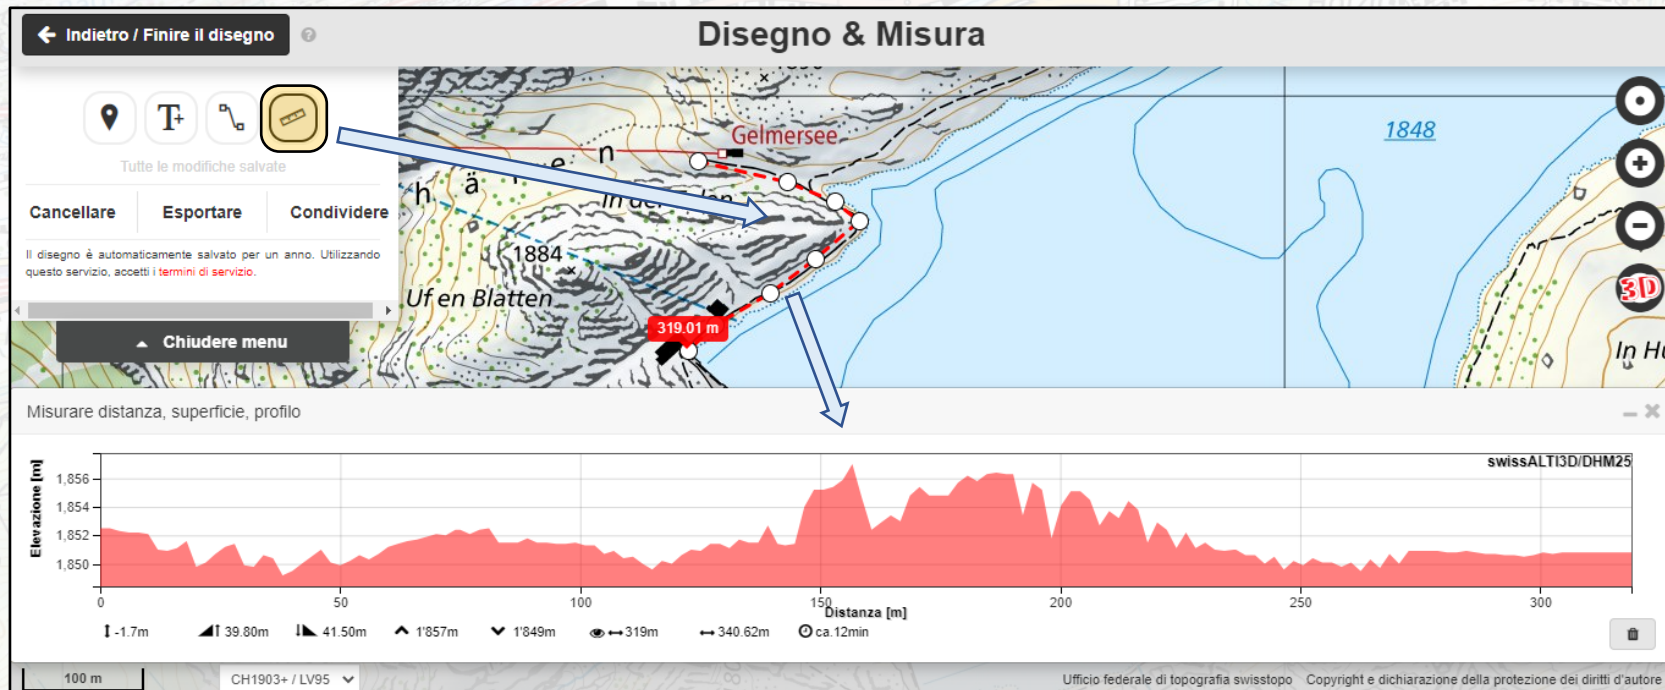 Indietro / Finire il disegno
Disegno & Misura
Tutte le modifiche salvate
Cancellare Esportare Condividere
Il disegno è automaticamente salvato per un anno. Utilizzando
questo servizio, accetti i termini di servizio.
Chiudere menu
Gelmersee
1848
1884
Uf en Blatten
319.01 m
3D
Misurare distanza, superficie, profilo
swissALTI3D/DHM25
Elevazione [m]
1,856
1,854
1,852
1,850
0 50 100 150 200 250 300
Distanza [m]
-1.7m 39.80m 41.50m 1'857m 1'849m 319m 340.62m ca.12min
100 m
CH1903+ / LV95
Ufficio federale di topografia swisstopo Copyright e dichiarazione della protezione dei diritti d'autore